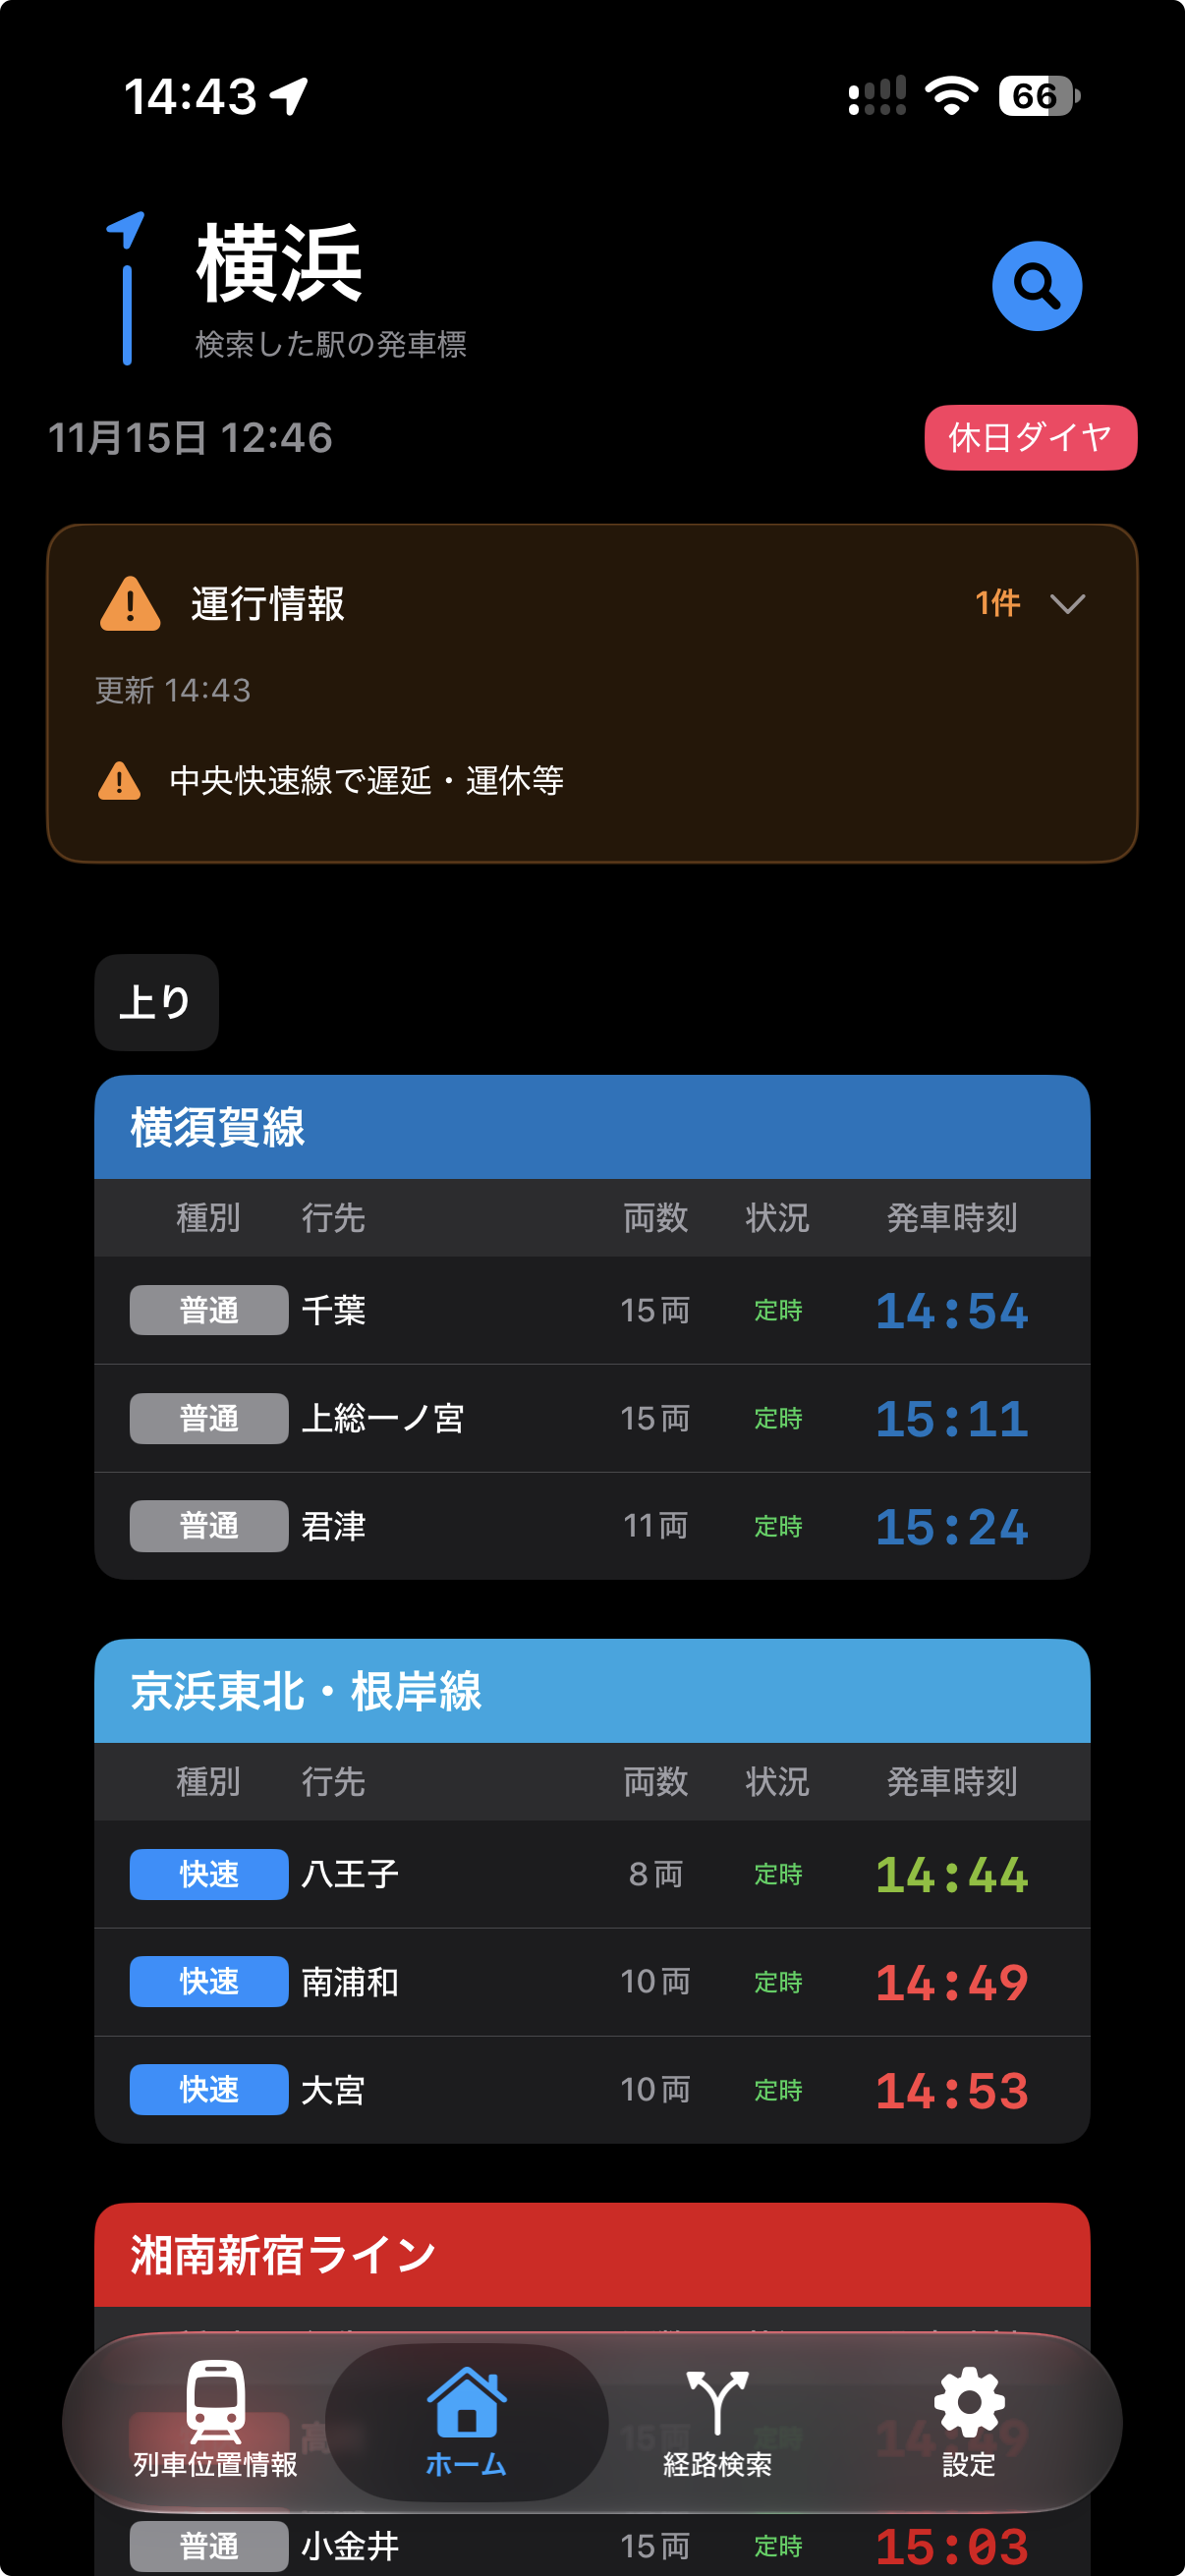 14:43
66
横浜
検索した駅の発車標
11月15日 12:46
休日ダイヤ
運行情報
1件
更新 14:43
中央快速線で遅延・運休等
上り
横須賀線
種別 行先 両数 状況 発車時刻
普通 千葉 15両 定時 14:54
普通 上総一ノ宮 15両 定時 15:11
普通 君津 11両 定時 15:24
京浜東北・根岸線
種別 行先 両数 状況 発車時刻
快速 八王子 8両 定時 14:44
快速 南浦和 10両 定時 14:49
快速 大宮 10両 定時 14:53
湘南新宿ライン
列車位置情報
ホーム
経路検索
設定
普通 小金井 15両 定時 15:03